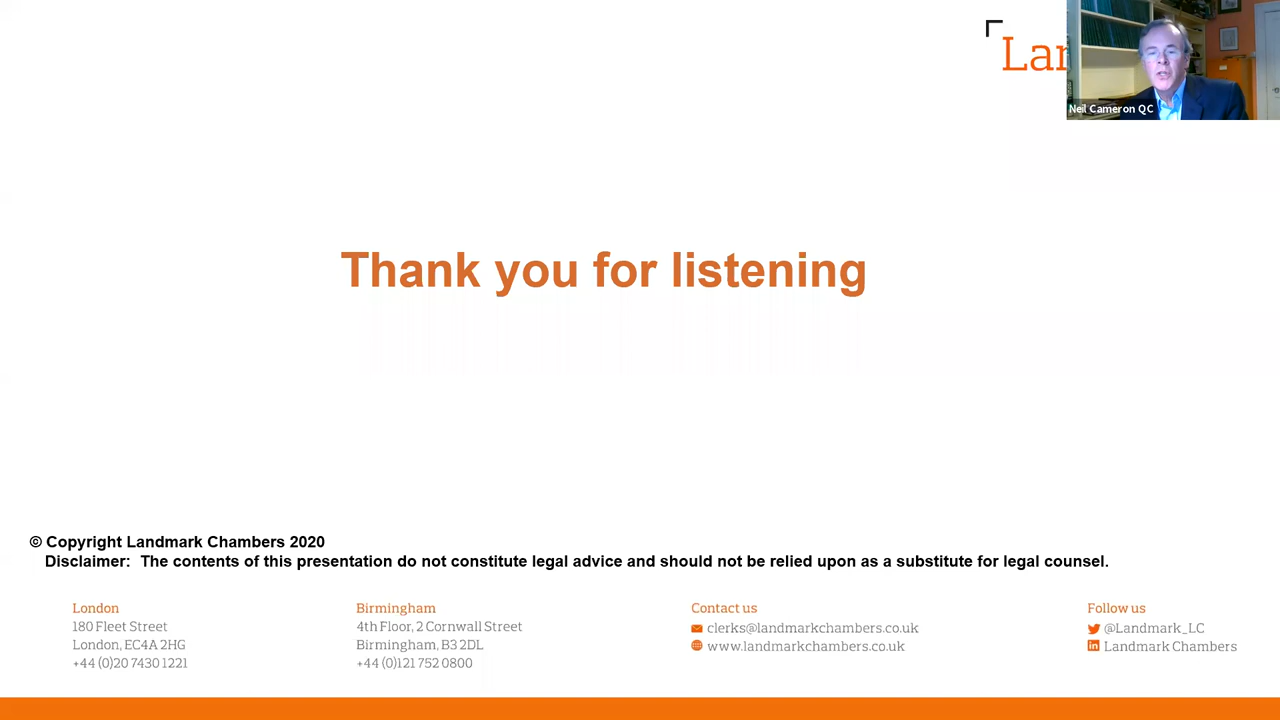 Neil Cameron QC
Thank you for listening
© Copyright Landmark Chambers 2020
Disclaimer: The contents of this presentation do not constitute legal advice and should not be relied upon as a substitute for legal counsel.
London
180 Fleet Street
London, EC4A 2HG
+44 (0)20 7430 1221
Birmingham
4th Floor, 2 Cornwall Street
Birmingham, B3 2DL
+44 (0)121 752 0800
Contact us
clerks@landmarkchambers.co.uk
www.landmarkchambers.co.uk
Follow us
@Landmark_LC
Landmark Chambers